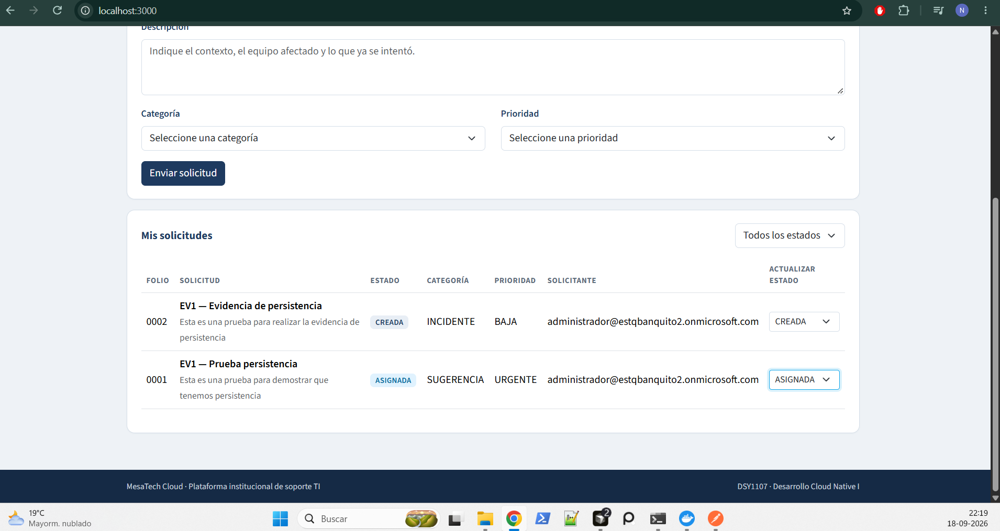 localhost:3000
N
Descripción
Indique el contexto, el equipo afectado y lo que ya se intentó.
Categoría
Prioridad
Seleccione una categoría
Seleccione una prioridad
Enviar solicitud
Mis solicitudes
Todos los estados
FOLIO SOLICITUD ESTADO CATEGORÍA PRIORIDAD SOLICITANTE ACTUALIZAR ESTADO
EV1 — Evidencia de persistencia
0002 Esta es una prueba para realizar la evidencia de CREADA INCIDENTE BAJA administrador@estqbanquito2.onmicrosoft.com CREADA
persistencia
EV1 — Prueba persistencia
0001 Esta es una prueba para demostrar que ASIGNADA SUGERENCIA URGENTE administrador@estqbanquito2.onmicrosoft.com ASIGNADA
tenemos persistencia
MesaTech Cloud · Plataforma institucional de soporte TI
DSY1107 · Desarrollo Cloud Native I
19°C
Mayorm. nublado
Buscar
2
22:19
18-09-2026